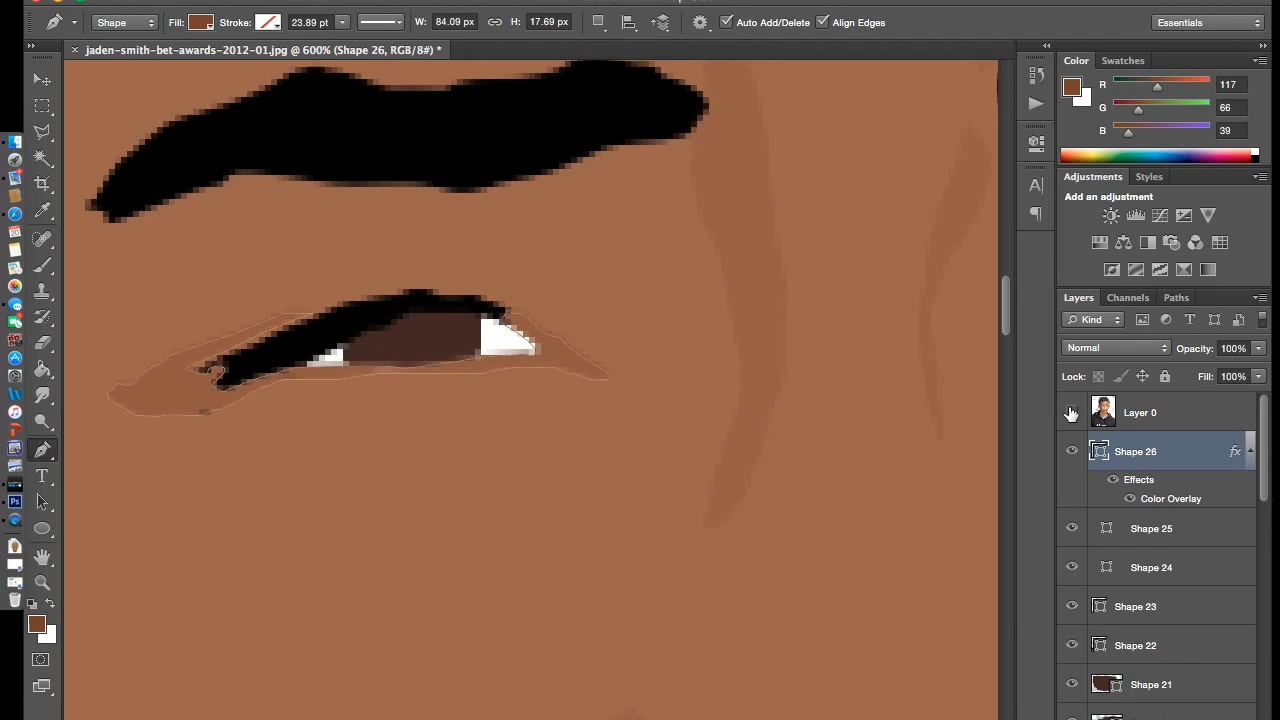 Shape
Fill: Stroke: 23.89 pt W: 84.09 px H: 17.69 px Auto Add/Delete Align Edges Essentials
jaden-smith-bet-awards-2012-01.jpg @ 600% (Shape 26, RGB/8#) *
Color Swatches
R 117
G 66
B 39
Adjustments Styles
Add an adjustment
Layers Channels Paths
Kind
Normal Opacity: 100%
Lock: Fill: 100%
Layer 0
Shape 26 fx
Effects
Color Overlay
Shape 25
Shape 24
Shape 23
Shape 22
Shape 21